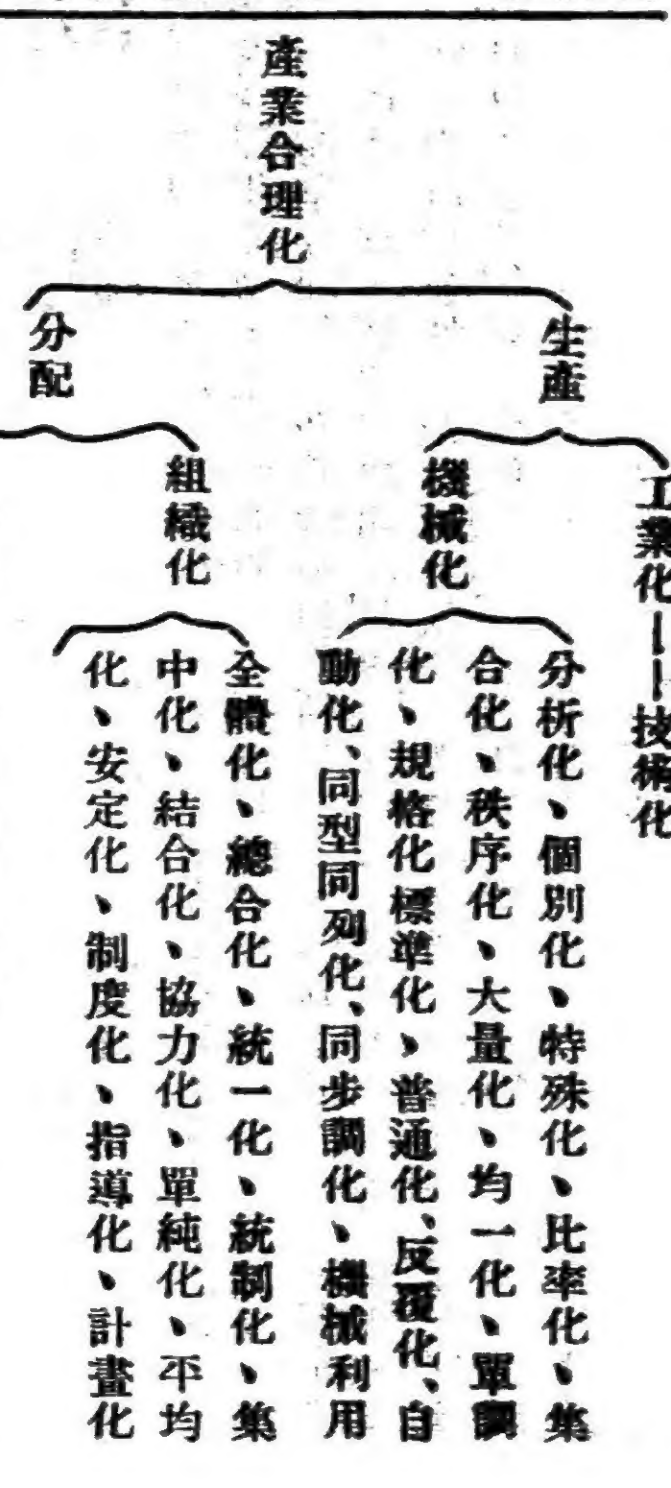 産業合理化
生産
工業化——技術化
機械化
分析化、個別化、特殊化、比率化、集
合化、秩序化、大量化、均一化、單調
化、規格化標準化、普通化、反覆化、自
動化、同型同列化、同步調化、機械利用
分配
組織化
全體化、總合化、統一化、統制化、集
中化、結合化、協力化、單純化、平均
化、安定化、制度化、指導化、計畫化